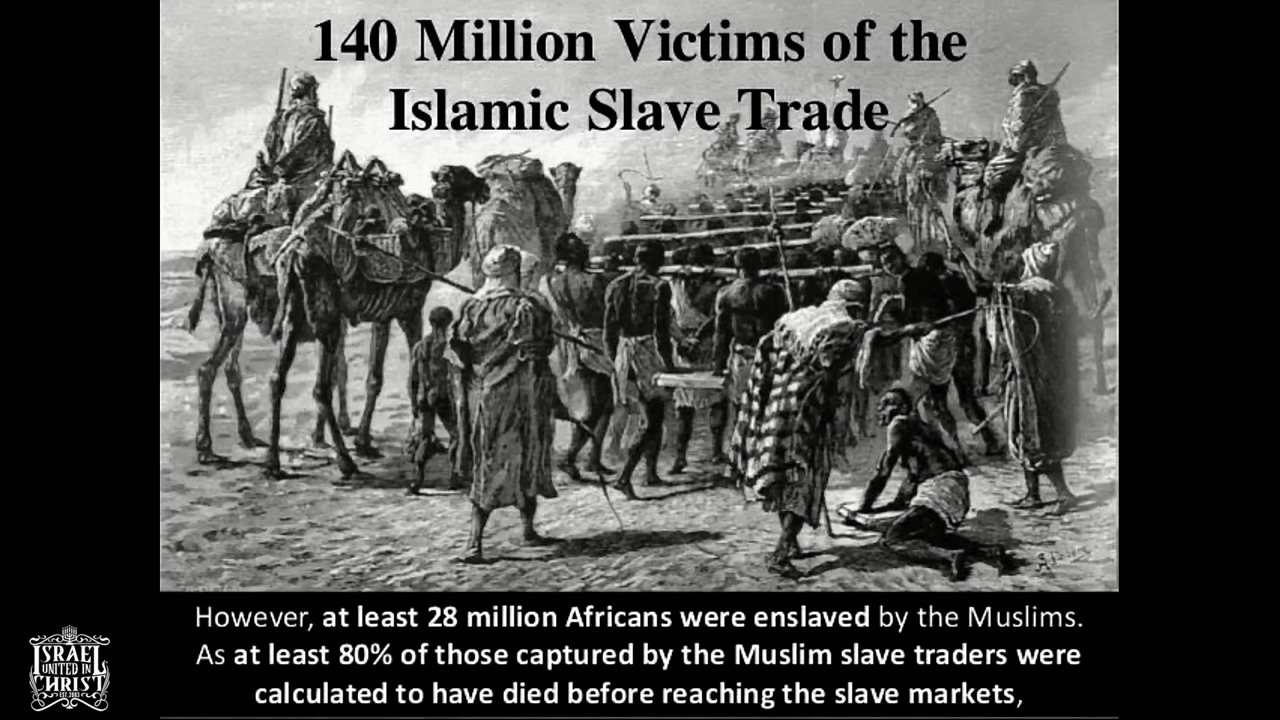 140 Million Victims of the
Islamic Slave Trade
However, at least 28 million Africans were enslaved by the Muslims.
As at least 80% of those captured by the Muslim slave traders were
calculated to have died before reaching the slave markets,
ISRAEL
UNITED IN
CHRIST
EST. 2003